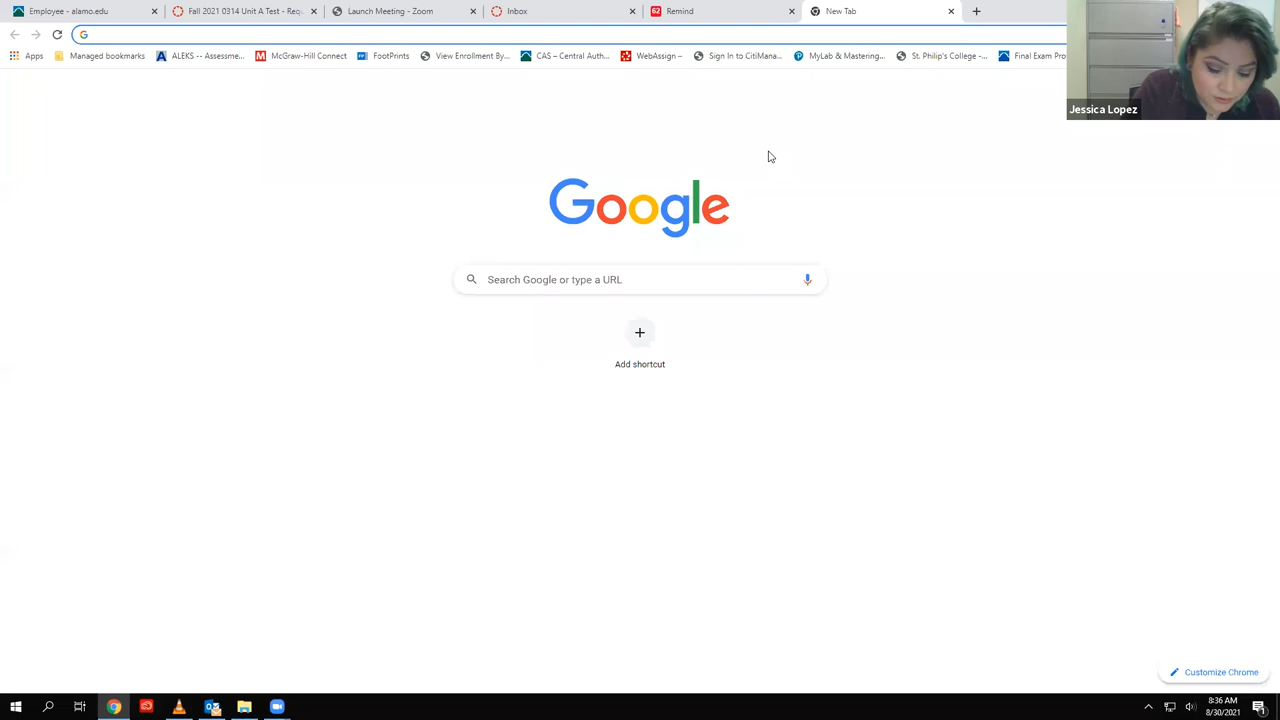 Employee - alamo.edu
Fall 2021 0314 Unit A Test - Req
Launch Meeting - Zoom
Inbox
62 Remind
New Tab
Apps
Managed bookmarks
ALEKS -- Assessme...
McGraw-Hill Connect
FootPrints
View Enrollment By...
CAS – Central Auth...
WebAssign –
Sign In to CitiMana...
MyLab & Mastering...
St. Philip's College -...
Final Exam Pro
Jessica Lopez
Google
Search Google or type a URL
Add shortcut
Customize Chrome
8:36 AM
8/30/2021